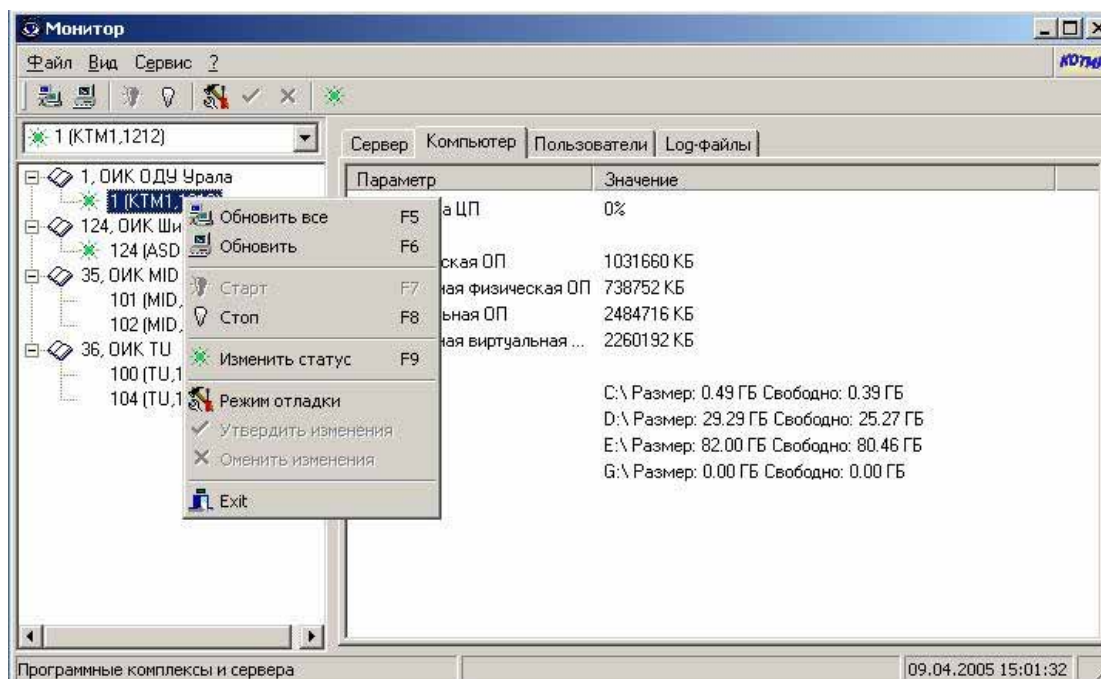 Монитор
Файл Вид Сервис ?
КОТМИ
1 (KTM1,1212)
Сервер Компьютер Пользователи Log-файлы
1, ОИК ОДУ Урала
1 (KTM1,
124, ОИК Ши
124 (ASD
35, ОИК MID
101 (MID,
102 (MID,
36, ОИК TU
100 (TU,1
104 (TU,1
Обновить все F5
Обновить F6
Старт F7
Стоп F8
Изменить статус F9
Режим отладки
Утвердить изменения
Оменить изменения
Exit
Параметр Значение
а ЦП 0%
ская ОП 1031660 КБ
ная физическая ОП 738752 КБ
ьная ОП 2484716 КБ
ная виртуальная ... 2260192 КБ
C:\ Размер: 0.49 ГБ Свободно: 0.39 ГБ
D:\ Размер: 29.29 ГБ Свободно: 25.27 ГБ
E:\ Размер: 82.00 ГБ Свободно: 80.46 ГБ
G:\ Размер: 0.00 ГБ Свободно: 0.00 ГБ
Программные комплексы и сервера
09.04.2005 15:01:32